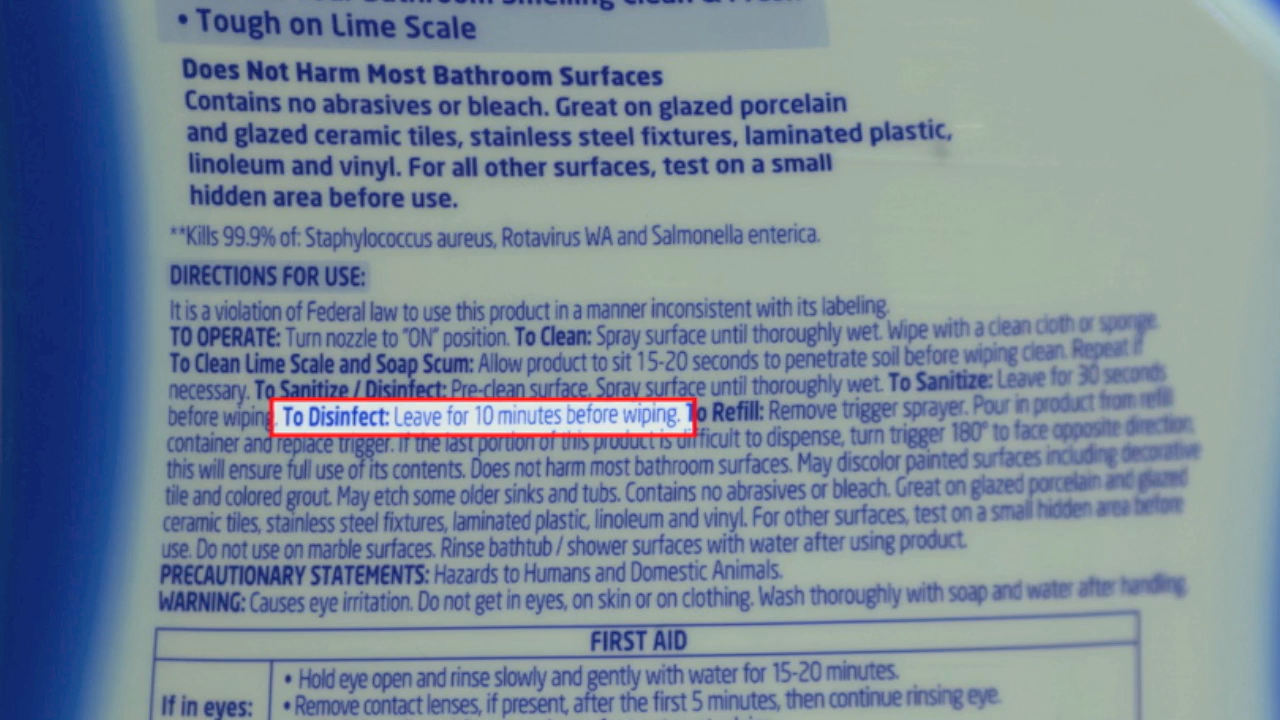 Bathroom Smelling Clean & Fresh
• Tough on Lime Scale
Does Not Harm Most Bathroom Surfaces
Contains no abrasives or bleach. Great on glazed porcelain
and glazed ceramic tiles, stainless steel fixtures, laminated plastic,
linoleum and vinyl. For all other surfaces, test on a small
hidden area before use.
**Kills 99.9% of: Staphylococcus aureus, Rotavirus WA and Salmonella enterica.
DIRECTIONS FOR USE:
It is a violation of Federal law to use this product in a manner inconsistent with its labeling.
TO OPERATE: Turn nozzle to "ON" position. To Clean: Spray surface until thoroughly wet. Wipe with a clean cloth or sponge.
To Clean Lime Scale and Soap Scum: Allow product to sit 15-20 seconds to penetrate soil before wiping clean. Repeat if
necessary. To Sanitize / Disinfect: Pre-clean surface. Spray surface until thoroughly wet. To Sanitize: Leave for 30 seconds
before wiping. To Disinfect: Leave for 10 minutes before wiping. To Refill: Remove trigger sprayer. Pour in product from refill
container and replace trigger. If the last portion of this product is difficult to dispense, turn trigger 180° to face opposite direction,
this will ensure full use of its contents. Does not harm most bathroom surfaces. May discolor painted surfaces including decorative
tile and colored grout. May etch some older sinks and tubs. Contains no abrasives or bleach. Great on glazed porcelain and glazed
ceramic tiles, stainless steel fixtures, laminated plastic, linoleum and vinyl. For other surfaces, test on a small hidden area before
use. Do not use on marble surfaces. Rinse bathtub / shower surfaces with water after using product.
PRECAUTIONARY STATEMENTS: Hazards to Humans and Domestic Animals.
WARNING: Causes eye irritation. Do not get in eyes, on skin or on clothing. Wash thoroughly with soap and water after handling.
FIRST AID
If in eyes:
• Hold eye open and rinse slowly and gently with water for 15-20 minutes.
• Remove contact lenses, if present, after the first 5 minutes, then continue rinsing eye.